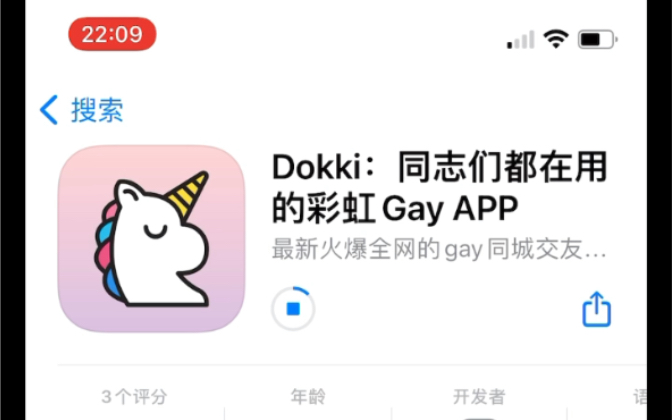 22:09
搜索
Dokki：同志们都在用
的彩虹Gay APP
最新火爆全网的gay同城交友...
3个评分 年龄 开发者 语